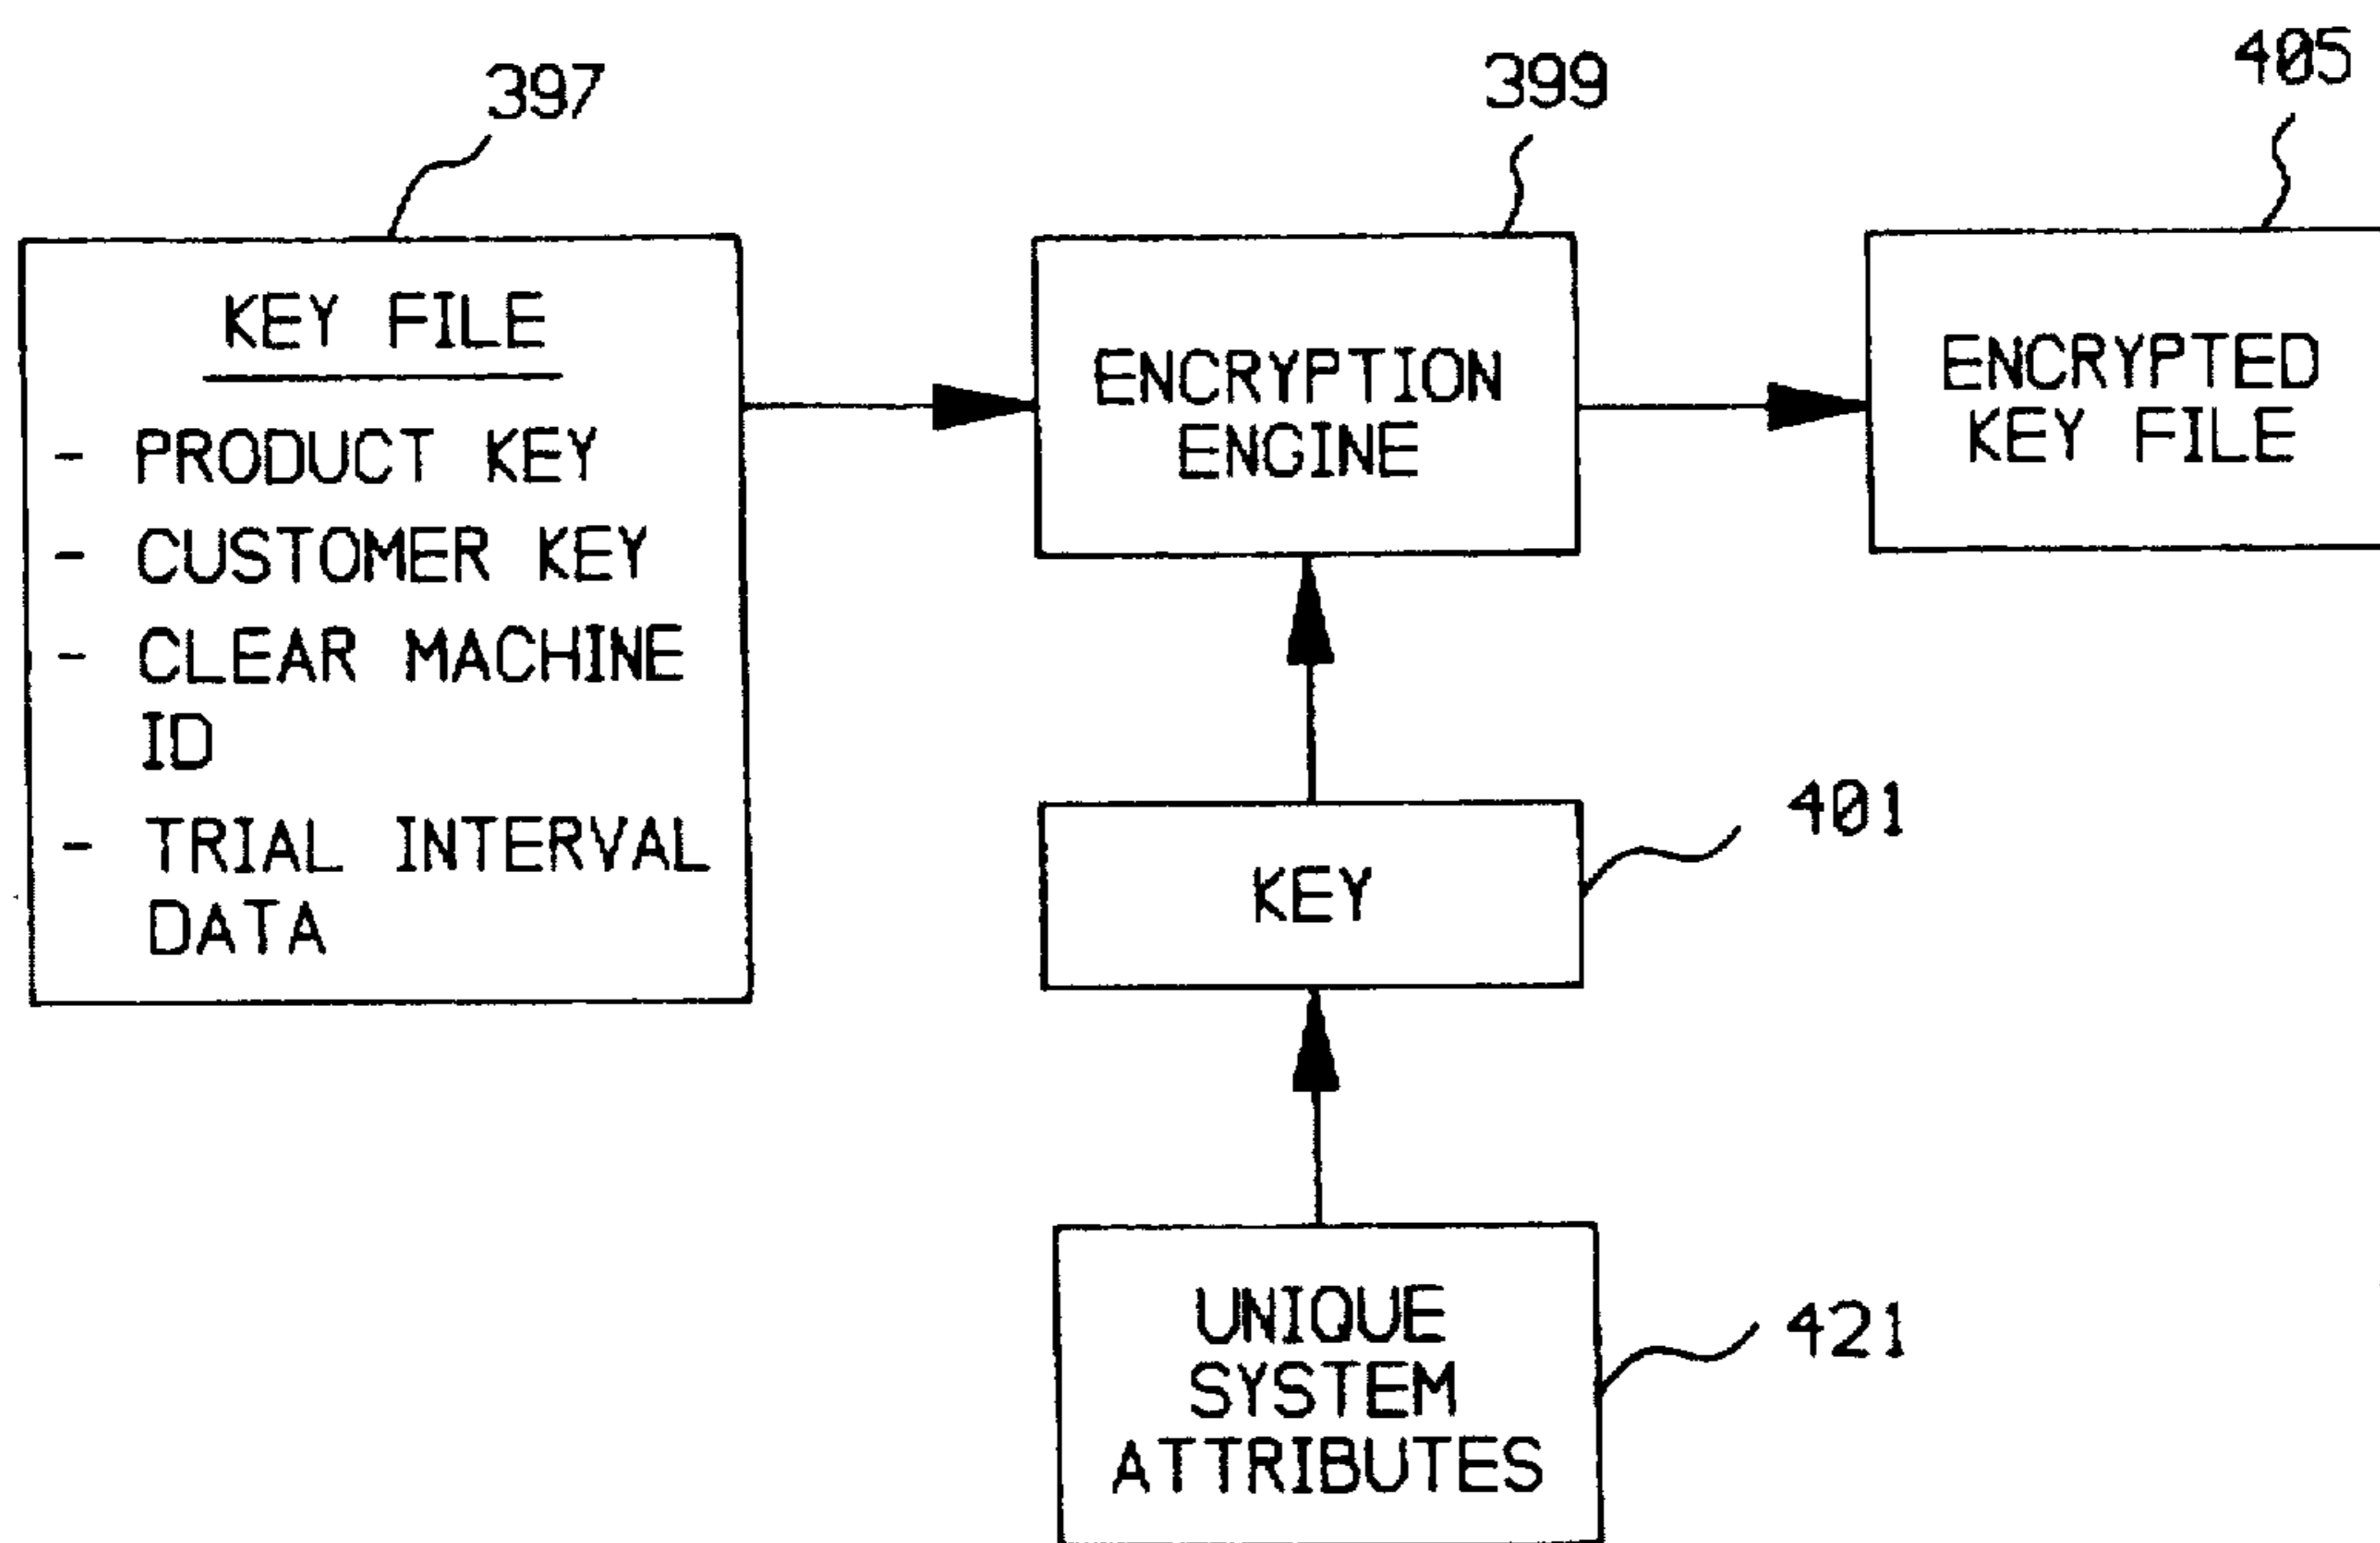 397
399
405
KEY FILE
- PRODUCT KEY
- CUSTOMER KEY
- CLEAR MACHINE
ID
- TRIAL INTERVAL
DATA
ENCRYPTION
ENGINE
ENCRYPTED
KEY FILE
KEY
401
UNIQUE
SYSTEM
ATTRIBUTES
421